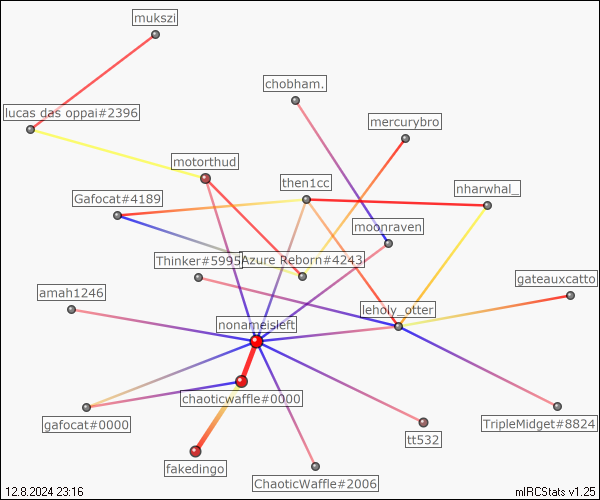 mukszi
chobham.
lucas das oppai#2396
mercurybro
motorthud
then1cc
nharwhal_
Gafocat#4189
moonraven
Thinker#5995
Azure Reborn#4243
gateauxcatto
amah1246
leholy_otter
nonameisleft
chaoticwaffle#0000
gafocat#0000
TripleMidget#8824
tt532
fakedingo
ChaoticWaffle#2006
12.8.2024 23:16
mIRCStats v1.25